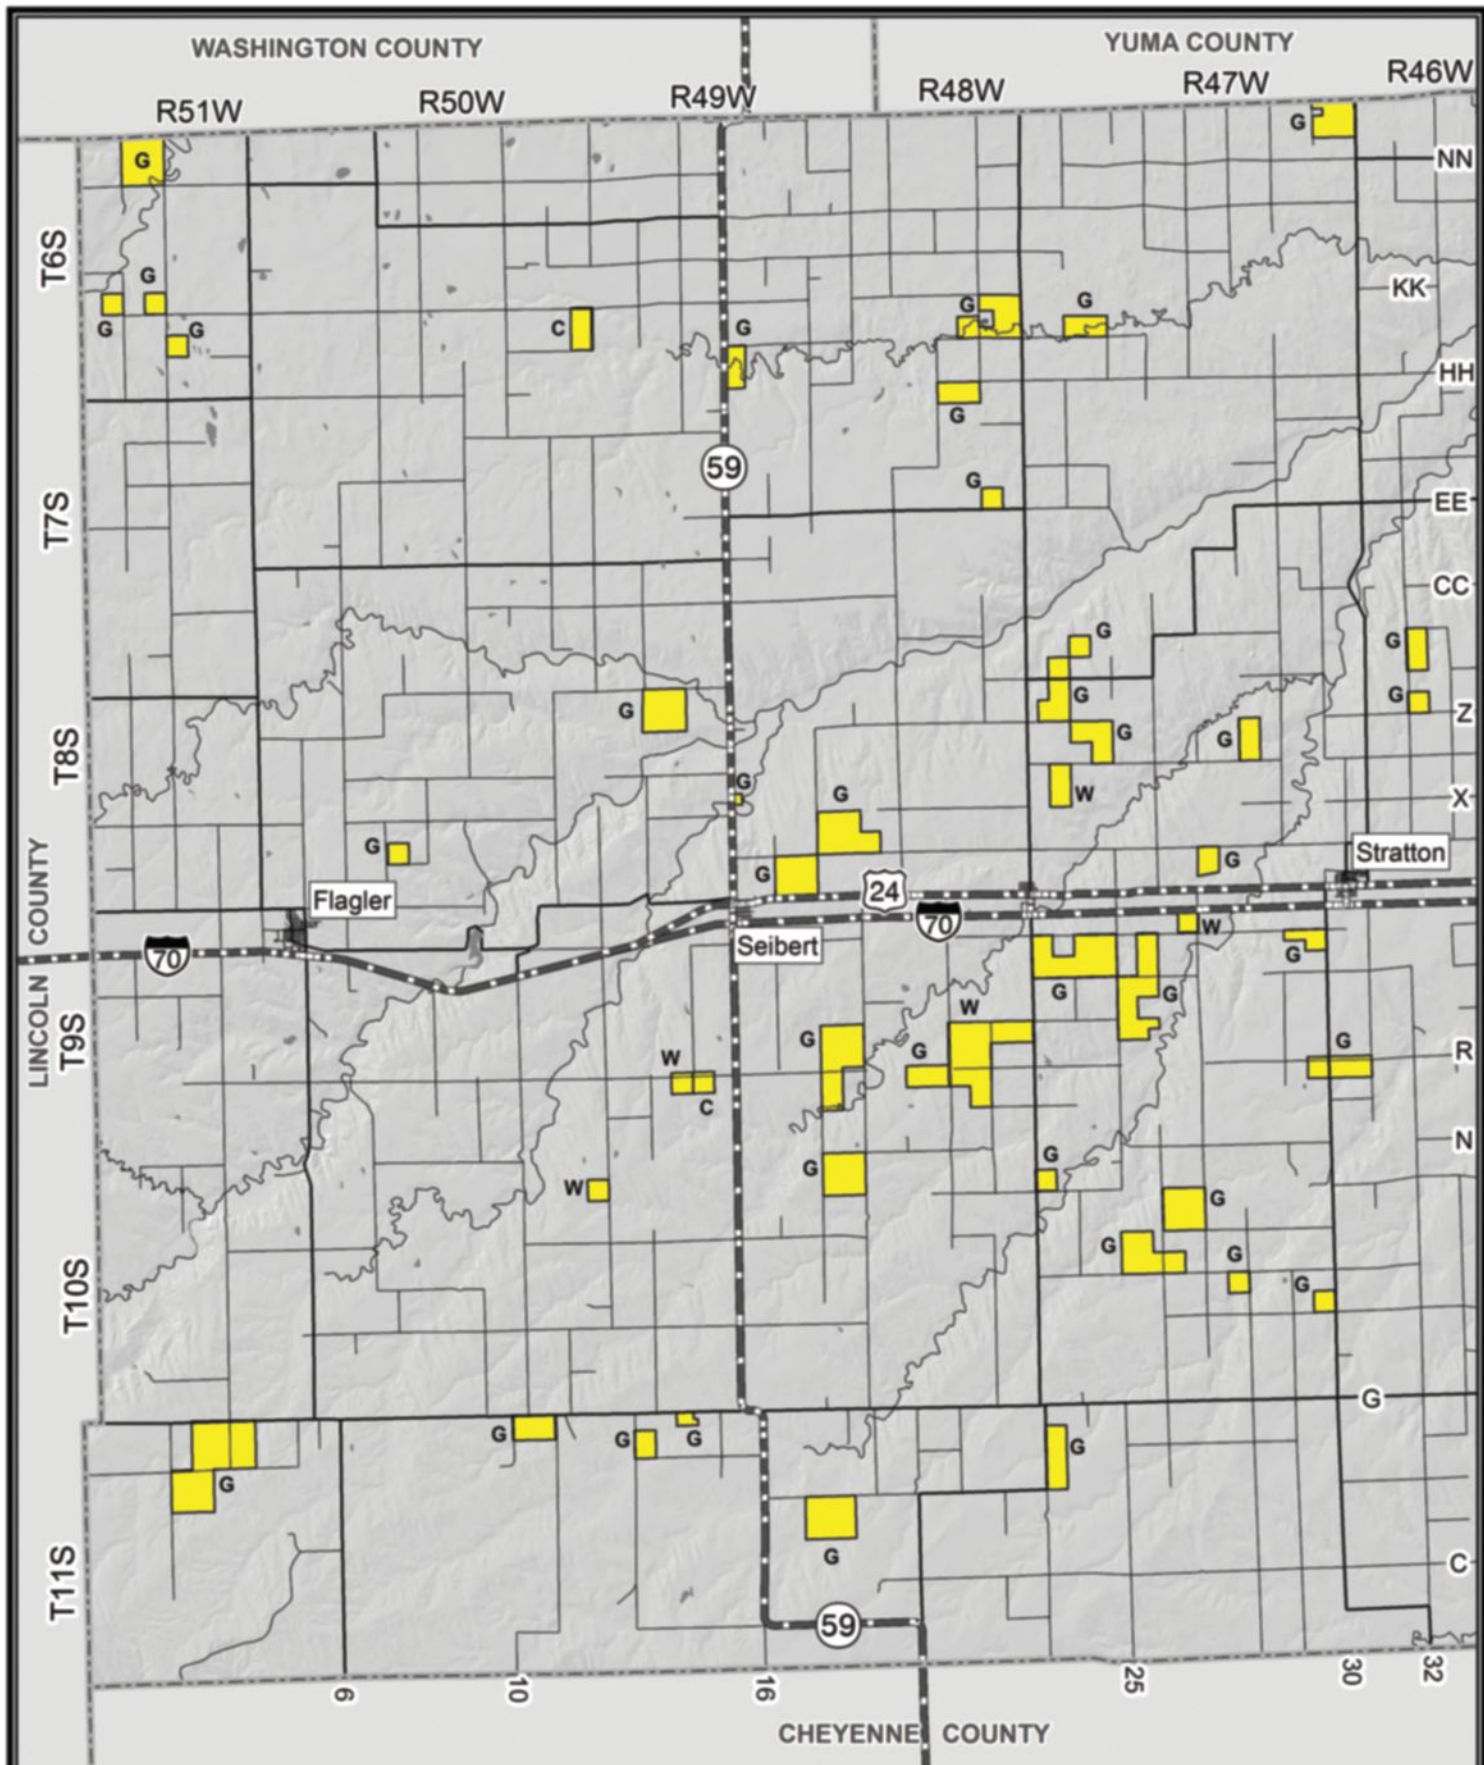 WASHINGTON COUNTY
YUMA COUNTY
R51W
R50W
R49W
R48W
R47W
R46W
G
NN
G
T6S
G
KK
G
G
C
G
G
G
G
HH
G
59
G
EE
T7S
CC
G
G
G
G
G
G
G
Z
T8S
G
W
X
G
G
G
G
Stratton
G
24
Flagler
70
W
Seibert
70
G
LINCOLN COUNTY
G
G
W
T9S
G
G
G
R
W
C
G
N
G
W
G
G
G
G
T10S
G
G
G
G
G
G
G
G
T11S
G
C
59
6
10
16
25
30
32
CHEYENNE COUNTY